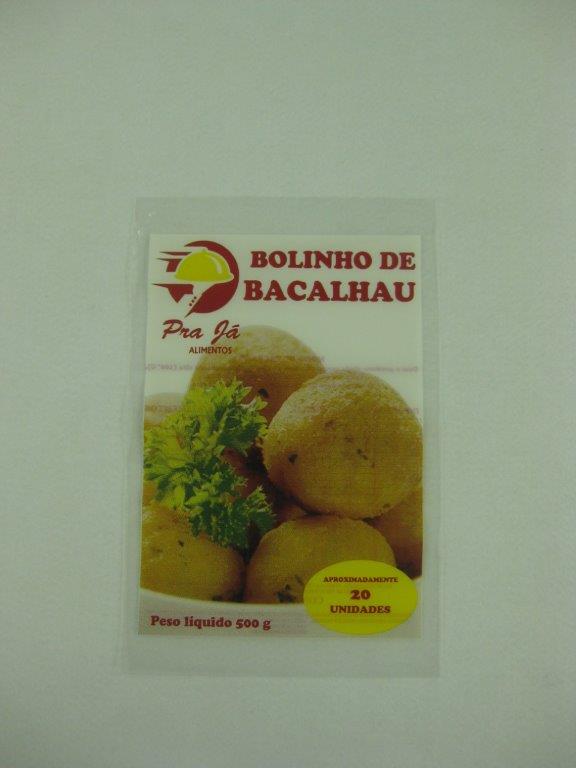 BOLINHO DE
BACALHAU
Pra Já
ALIMENTOS
APROXIMADAMENTE
20
UNIDADES
Peso líquido 500 g